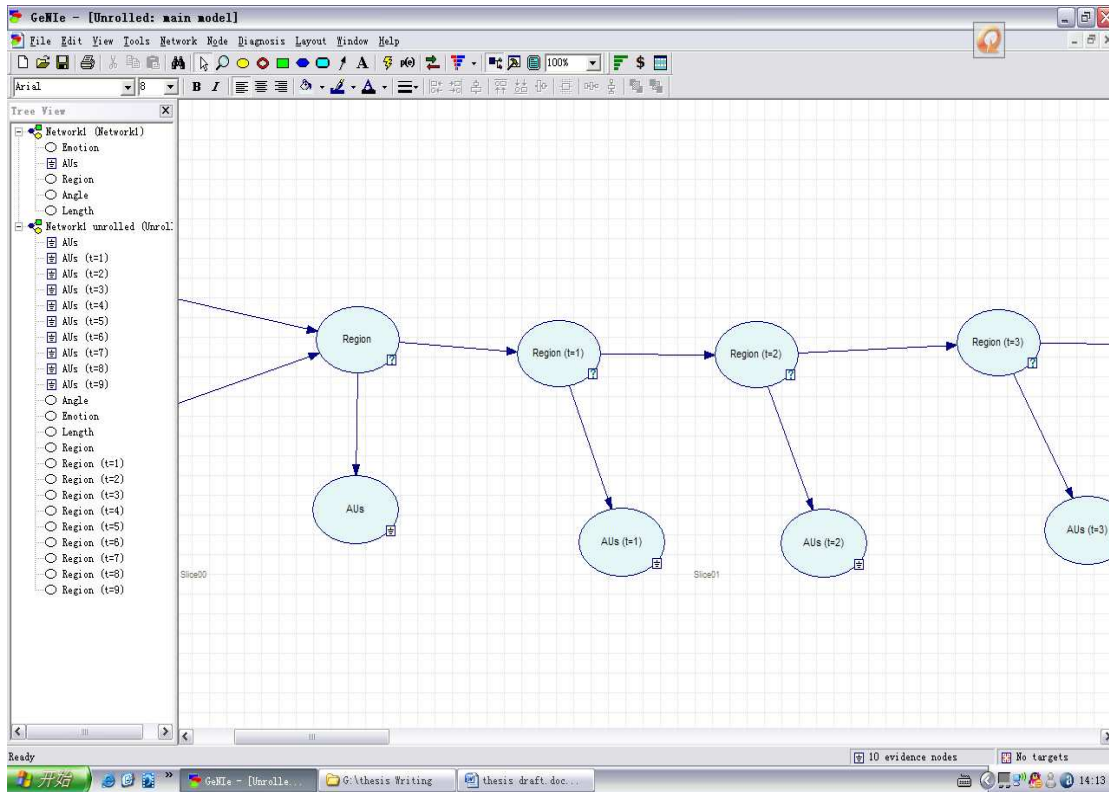 GeNIe - [Unrolled: main model]
File Edit View Tools Network Node Diagnosis Layout Window Help
100%
Arial 8 B I A
Tree View
Network1 (Network1)
Emotion
AUs
Region
Angle
Length
Network1 unrolled (Unrol
AUs
AUs (t=1)
AUs (t=2)
AUs (t=3)
AUs (t=4)
AUs (t=5)
AUs (t=6)
AUs (t=7)
AUs (t=8)
AUs (t=9)
Angle
Emotion
Length
Region
Region (t=1)
Region (t=2)
Region (t=3)
Region (t=4)
Region (t=5)
Region (t=6)
Region (t=7)
Region (t=8)
Region (t=9)
Region
Region (t=1)
Region (t=2)
Region (t=3)
AUs
AUs (t=1)
AUs (t=2)
AUs (t=3)
Slice00
Slice01
Ready
10 evidence nodes
No targets
开始
GeNIe - [Unrolle...
G:\thesis Writing
thesis draft.doc...
14:13